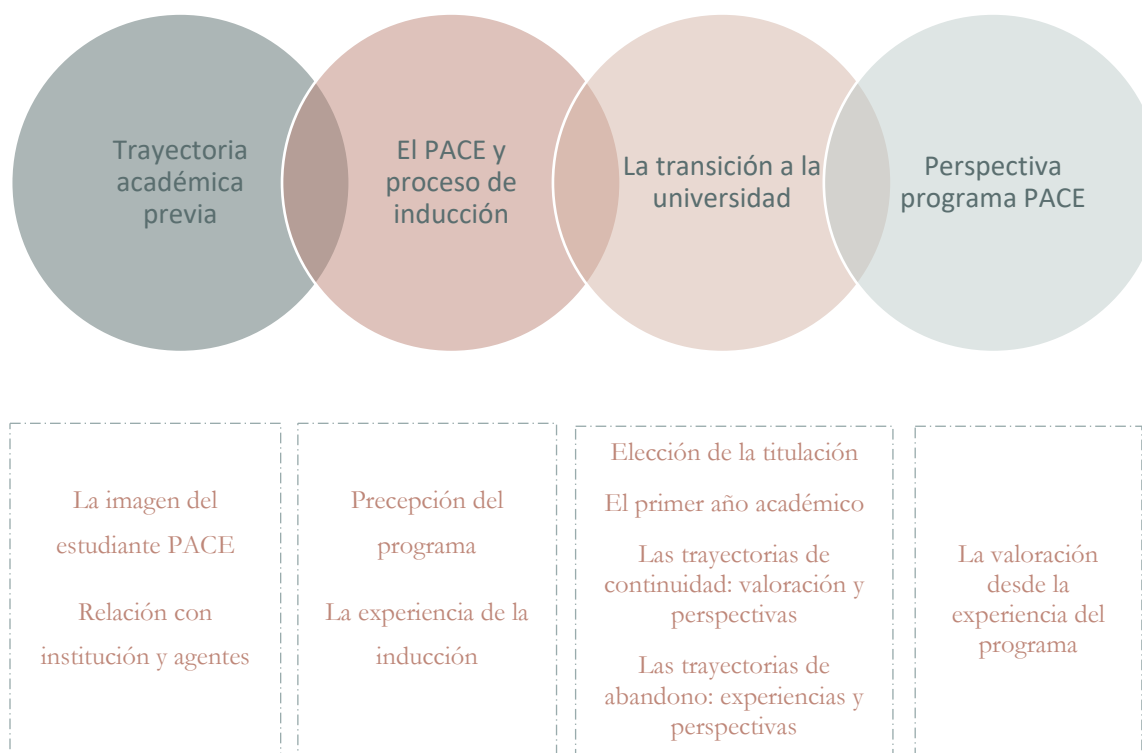 Trayectoria
académica
previa
El PACE y
proceso de
inducción
La transición a la
universidad
Perspectiva
programa PACE
La imagen del
estudiante PACE
Relación con
institución y agentes
Precepción del
programa
La experiencia de la
inducción
Elección de la titulación
El primer año académico
Las trayectorias de
continuidad: valoración y
perspectivas
Las trayectorias de
abandono: experiencias y
perspectivas
La valoración
desde la
experiencia del
programa